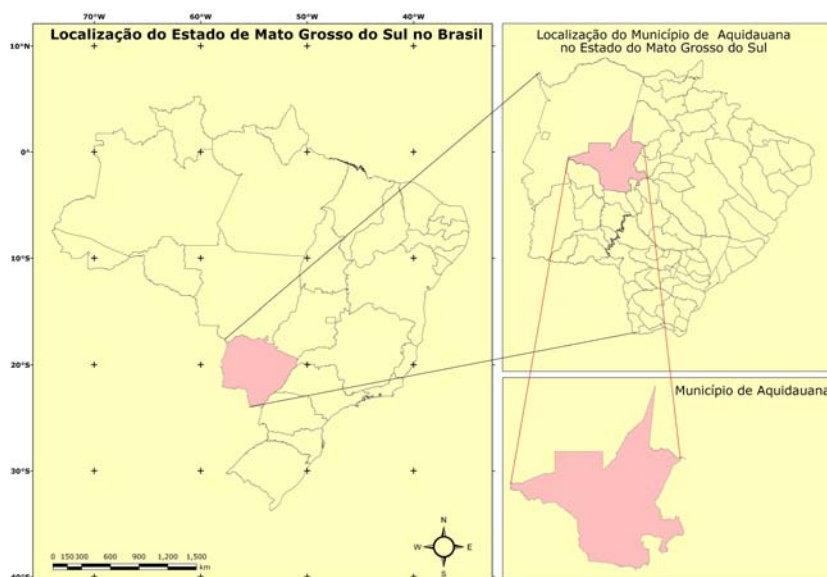 70°W 60°W 50°W 40°W
Localização do Estado de Mato Grosso do Sul no Brasil
10°N
0°
10°S
20°S
30°S
40°S
0 150 300 600 900 1,200 1,500
km
N
W E
S
Localização do Município de Aquidauana
no Estado do Mato Grosso do Sul
Município de Aquidauana